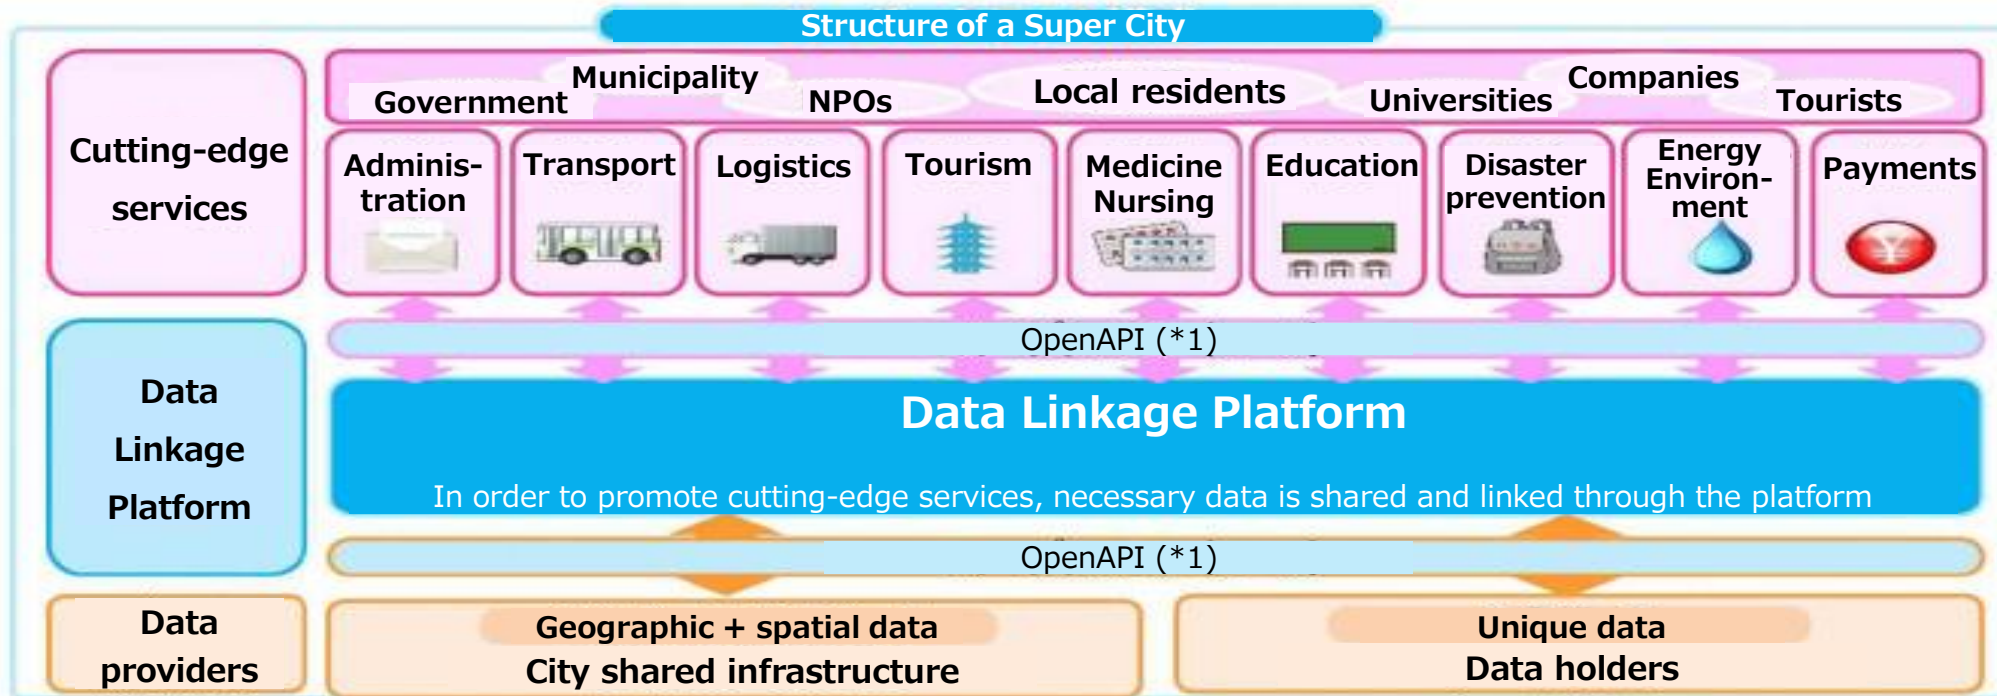 Structure of a Super City
Cutting-edge
services
Government
Municipality
NPOs
Local residents
Universities
Companies
Tourists
Adminis-
tration
Transport
Logistics
Tourism
Medicine
Nursing
Education
Disaster
prevention
Energy
Environ-
ment
Payments
¥
OpenAPI (*1)
Data
Linkage
Platform
Data Linkage Platform
In order to promote cutting-edge services, necessary data is shared and linked through the platform
OpenAPI (*1)
Data
providers
Geographic + spatial data
City shared infrastructure
Unique data
Data holders